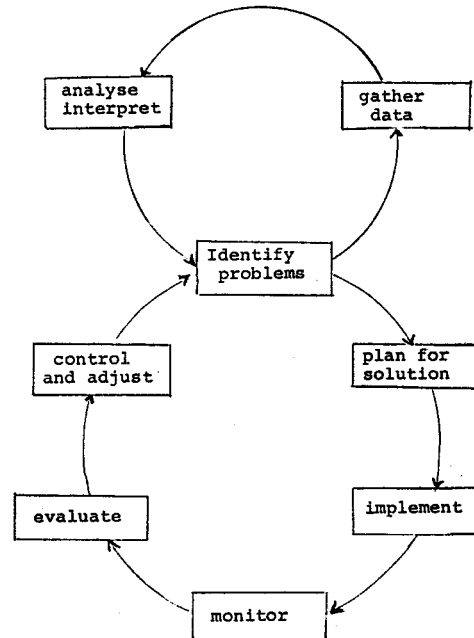 analyse
interpret
gather
data
Identify
problems
control
and adjust
plan for
solution
evaluate
implement
monitor